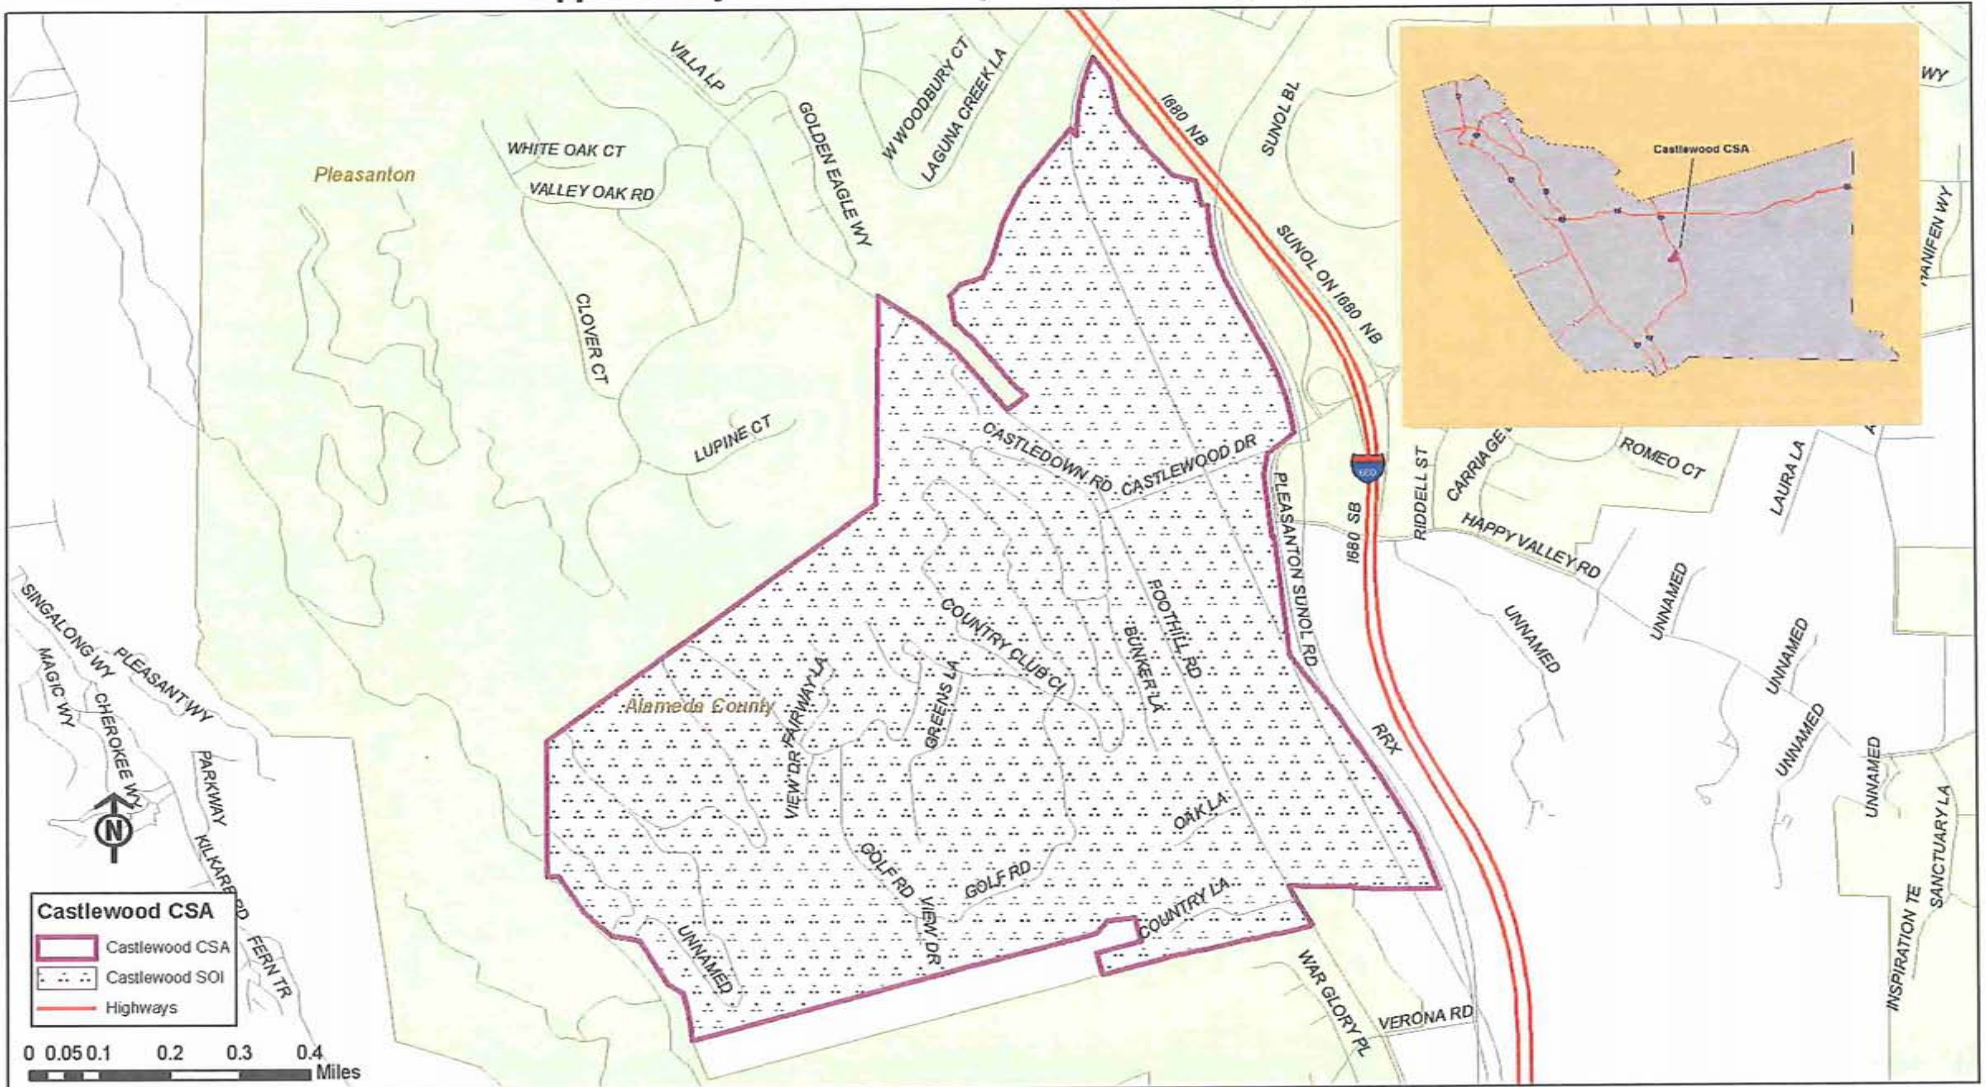 VILLA LP
W WOODBURY CT
LAGUNA CREEK LA
GOLDEN EAGLE WY
WHITE OAK CT
VALLEY OAK RD
Pleasanton
CLOVER CT
LUPINE CT
I680 NB
SUNOL BL
SUNOL ON I680 NB
Castlewood CSA
WY
CASTLEDOWN RD
CASTLEWOOD DR
PLEASANTON SUNOL RD
I680 SB
RIDDELL ST
ROMEO CT
LAURA LA
HAPPY VALLEY RD
UNNAMED
UNNAMED
UNNAMED
UNNAMED
UNNAMED
SANCTUARY LA
INSPIRATION TE
COUNTRY CLUB CI
FOOTHILL RD
BUNKER LA
Alameda County
FAIRWAY LA
GREENS LA
VIEW DR
RRX
OAK LA
GOLF RD
GOLF RD
VIEW DR
COUNTRY LA
UNNAMED
WAR GLORY PL
VERONA RD
SINGALONG WY
PLEASANT WY
MAGIC WY
CHEROKEE WY
PARKWAY
FERN TR
N
Castlewood CSA
Castlewood CSA
Castlewood SOI
Highways
0 0.05 0.1 0.2 0.3 0.4
Miles